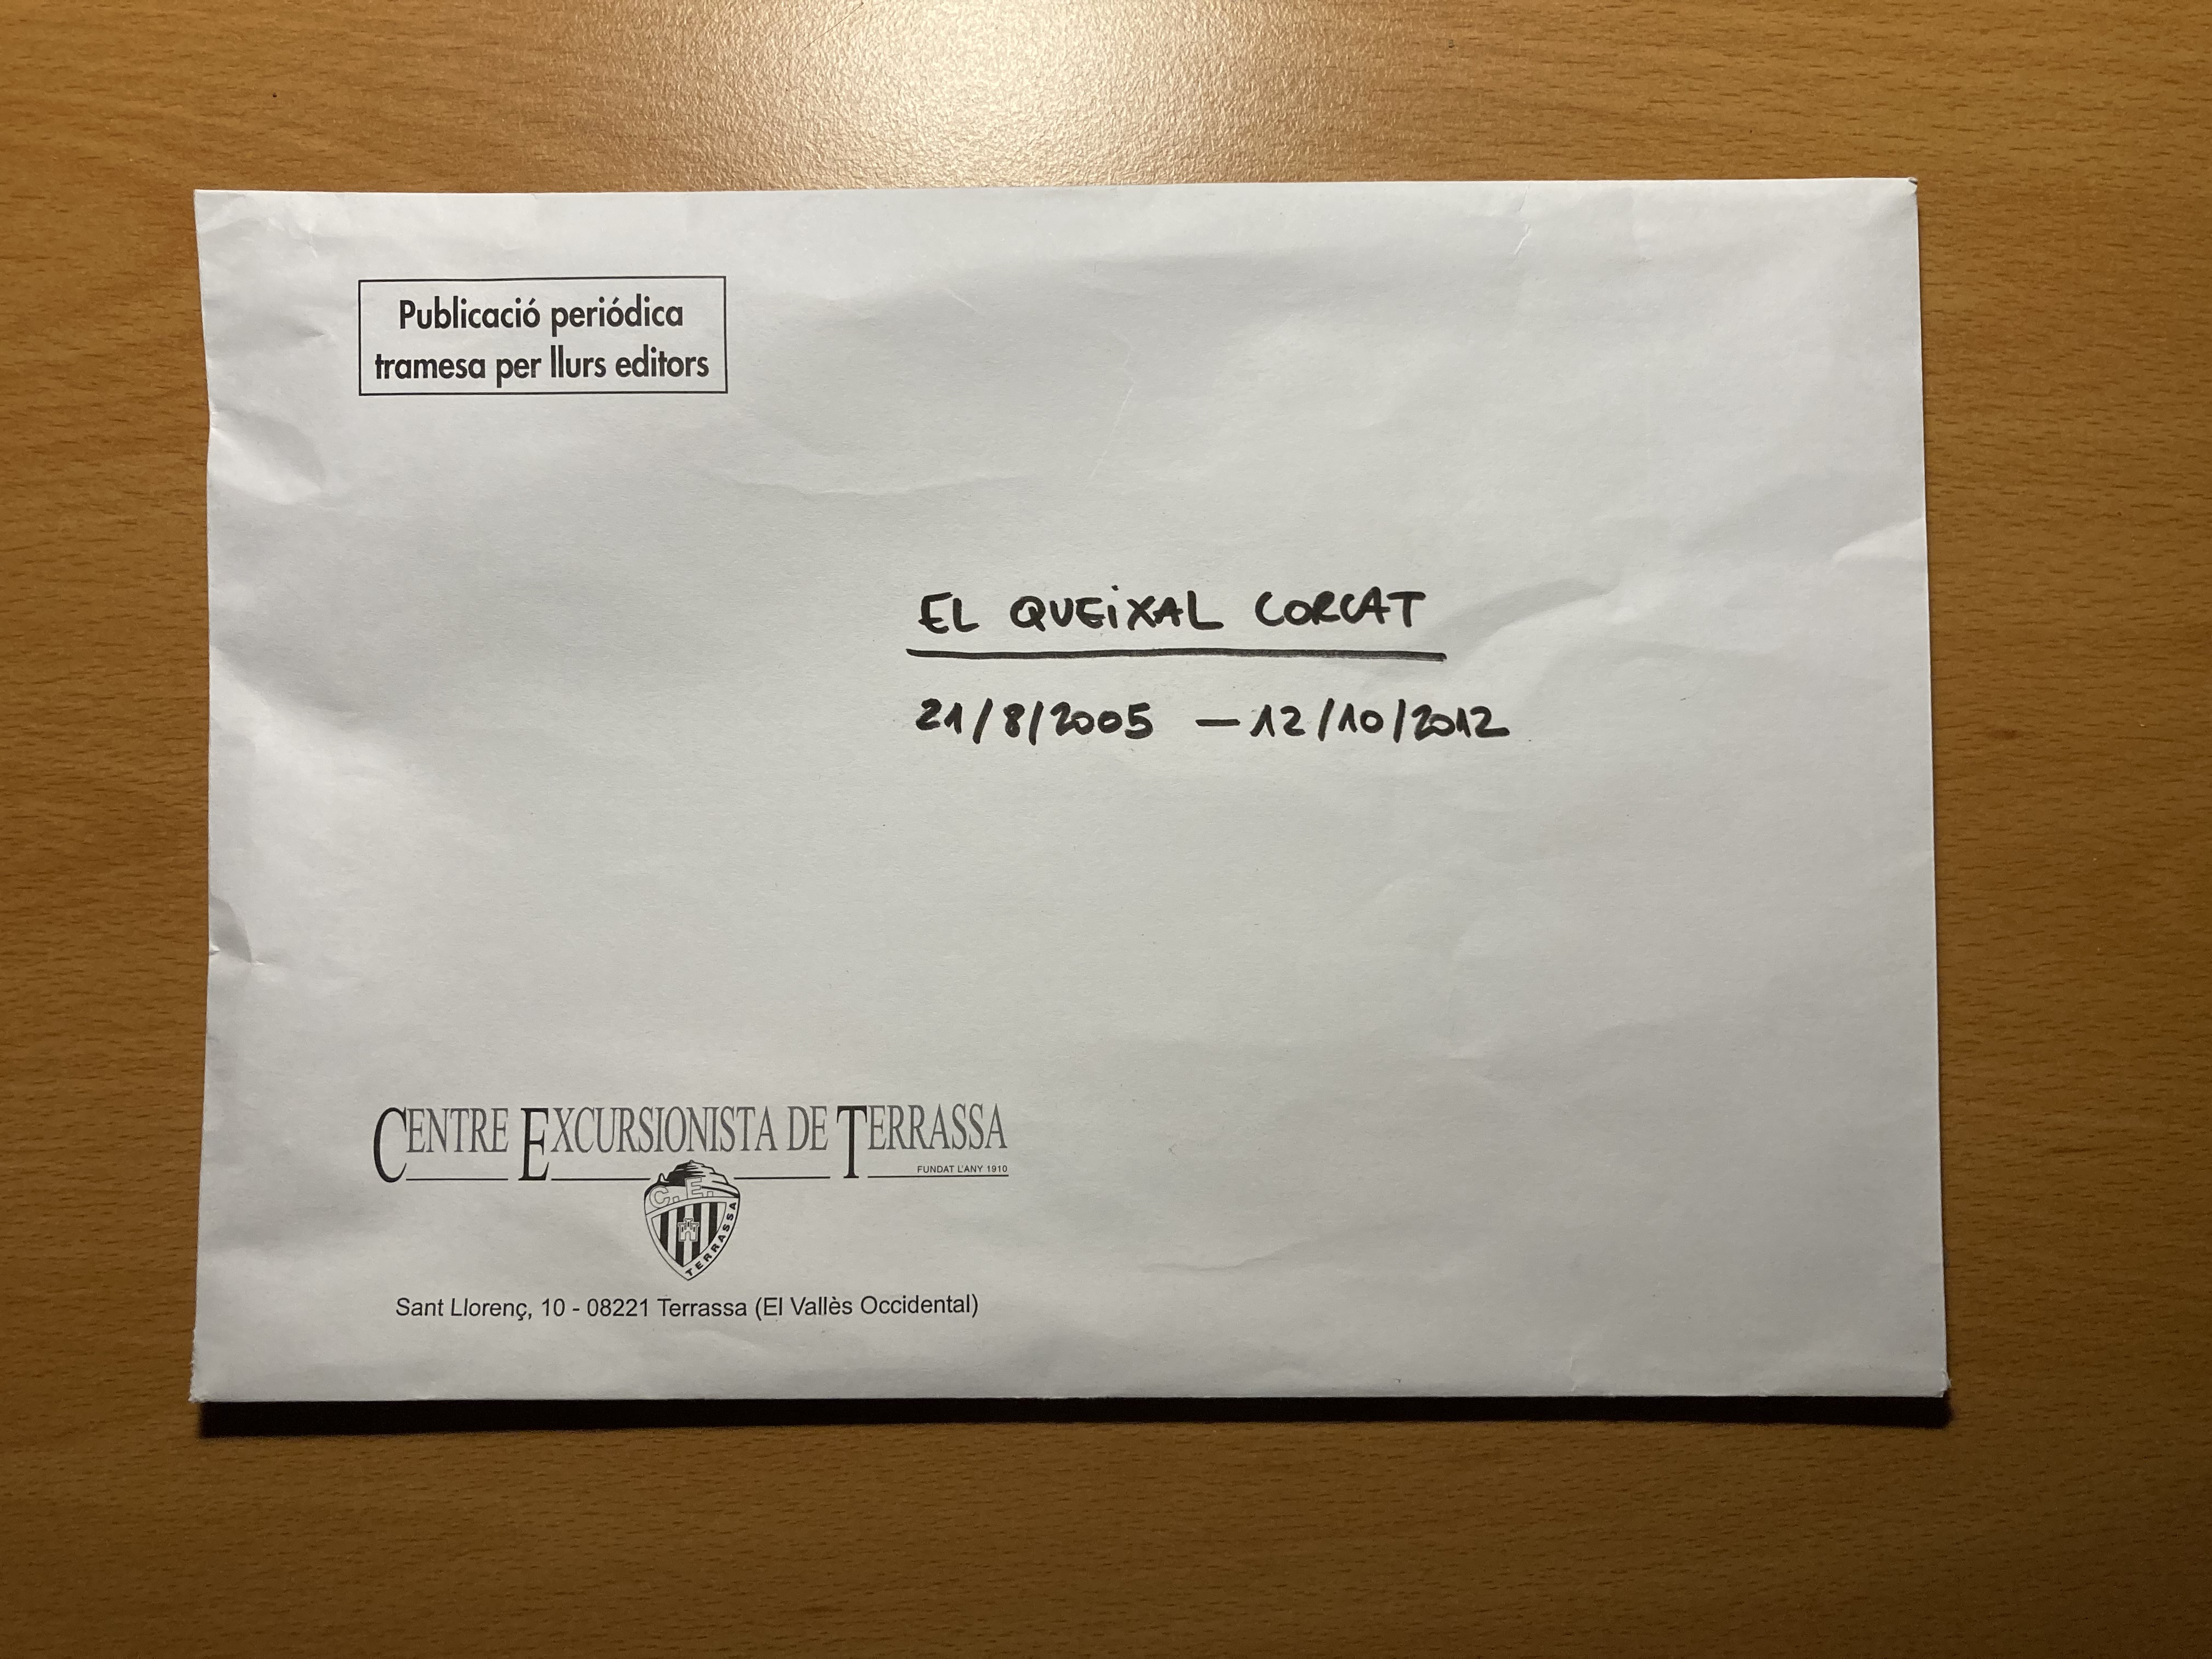 Publicació periódica
tramesa per llurs editors
EL QUEiXAL CORCAT
21/8/2005 — 12/10/2012
CENTRE EXCURSIONISTA DE TERRASSA
FUNDAT L'ANY 1910
C. E.
TERRASSA
Sant Llorenç, 10 - 08221 Terrassa (El Vallès Occidental)